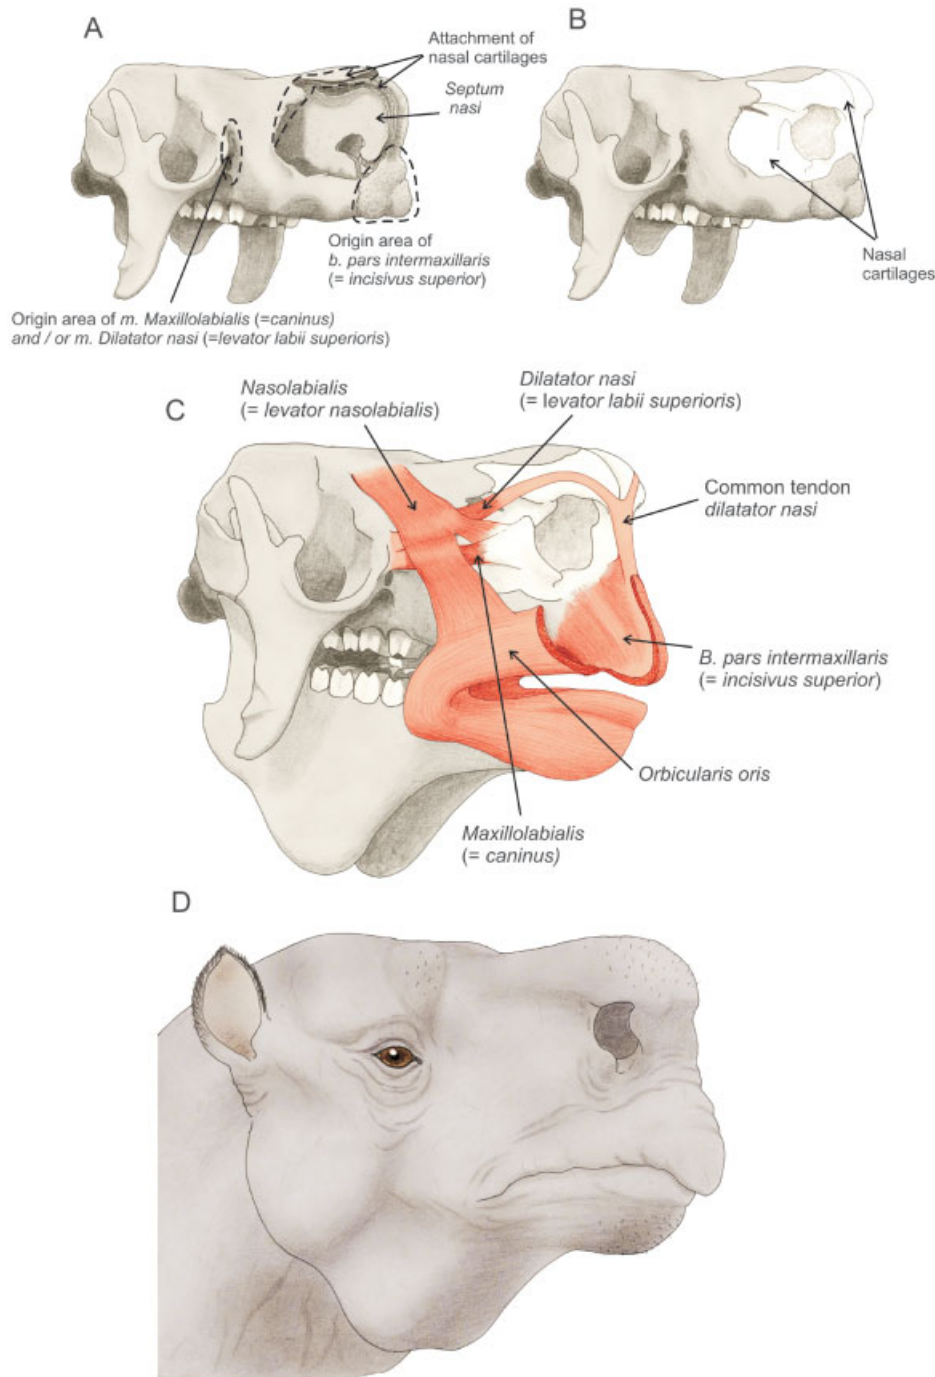 A
Attachment of
nasal cartilages
Septum
nasi
Origin area of
b. pars intermaxillaris
(= incisivus superior)
Origin area of m. Maxillolabialis (=caninus)
and / or m. Dilatator nasi (=levator labii superioris)
B
Nasal
cartilages
C
Nasolabialis
(= levator nasolabialis)
Dilatator nasi
(= levator labii superioris)
Common tendon
dilatator nasi
B. pars intermaxillaris
(= incisivus superior)
Orbicularis oris
Maxillolabialis
(= caninus)
D